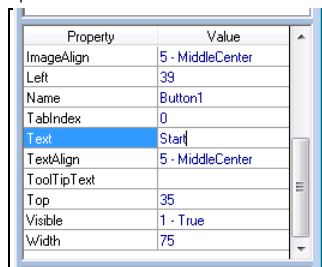 Property Value
ImageAlign 5 - MiddleCenter
Left 39
Name Button1
TabIndex 0
Text Start
TextAlign 5 - MiddleCenter
ToolTipText
Top 35
Visible 1 - True
Width 75